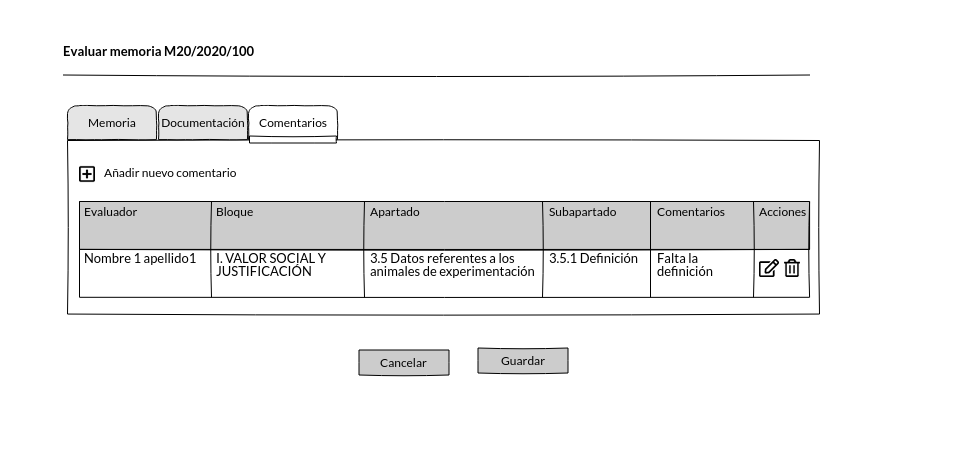 Evaluar memoria M20/2020/100
Memoria Documentación Comentarios
Añadir nuevo comentario
Evaluador Bloque Apartado Subapartado Comentarios Acciones
Nombre 1 apellido1 I. VALOR SOCIAL Y 3.5 Datos referentes a los 3.5.1 Definición Falta la
JUSTIFICACIÓN animales de experimentación definición
Cancelar Guardar